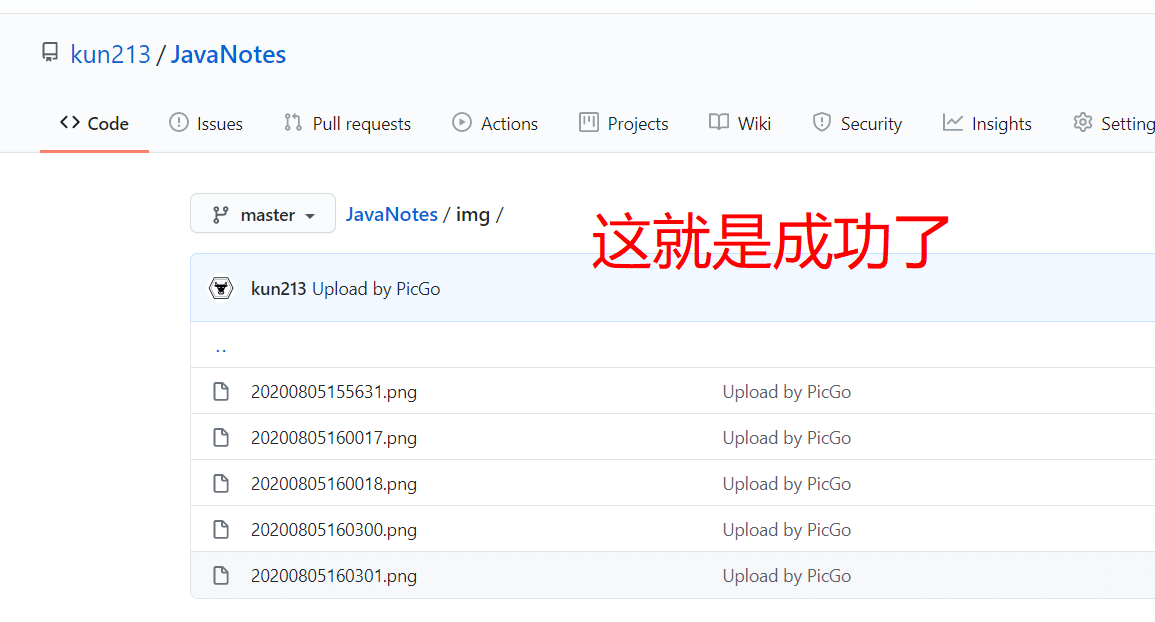 kun213 / JavaNotes
Code Issues Pull requests Actions Projects Wiki Security Insights Setting
master JavaNotes / img /
这就是成功了
kun213 Upload by PicGo
..
20200805155631.png Upload by PicGo
20200805160017.png Upload by PicGo
20200805160018.png Upload by PicGo
20200805160300.png Upload by PicGo
20200805160301.png Upload by PicGo